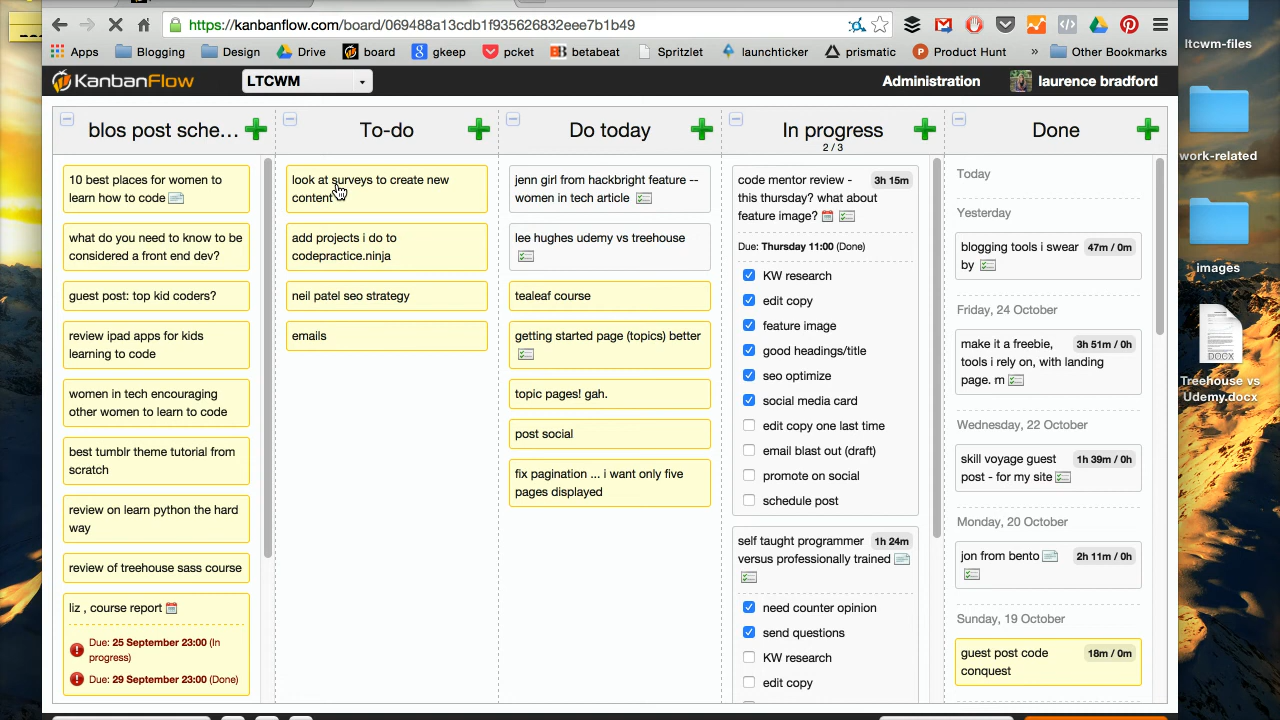 https://kanbanflow.com/board/069488a13cdb1f935626832eee7b1b49
Apps
Blogging
Design
Drive
board
gkeep
pcket
betabeat
Spritzlet
launchticker
prismatic
Product Hunt
»
Other Bookmarks
KanbanFlow
LTCWM
Administration
laurence bradford
blos post sche...
10 best places for women to
learn how to code
what do you need to know to be
considered a front end dev?
guest post: top kid coders?
review ipad apps for kids
learning to code
women in tech encouraging
other women to learn to code
best tumblr theme tutorial from
scratch
review on learn python the hard
way
review of treehouse sass course
liz , course report
Due: 25 September 23:00 (In
progress)
Due: 29 September 23:00 (Done)
To-do
look at surveys to create new
content
add projects i do to
codepractice.ninja
neil patel seo strategy
emails
Do today
jenn girl from hackbright feature --
women in tech article
lee hughes udemy vs treehouse
tealeaf course
getting started page (topics) better
topic pages! gah.
post social
fix pagination ... i want only five
pages displayed
In progress
2 / 3
code mentor review - 3h 15m
this thursday? what about
feature image?
Due: Thursday 11:00 (Done)
KW research
edit copy
feature image
good headings/title
seo optimize
social media card
edit copy one last time
email blast out (draft)
promote on social
schedule post
self taught programmer 1h 24m
versus professionally trained
need counter opinion
send questions
KW research
edit copy
Done
Today
Yesterday
blogging tools i swear 47m / 0m
by
Friday, 24 October
make it a freebie, 3h 51m / 0h
tools i rely on, with landing
page. m
Wednesday, 22 October
skill voyage guest 1h 39m / 0h
post - for my site
Monday, 20 October
jon from bento 2h 11m / 0h
Sunday, 19 October
guest post code 18m / 0m
conquest
ltcwm-files
work-related
images
DOCX
Treehouse vs
Udemy.docx